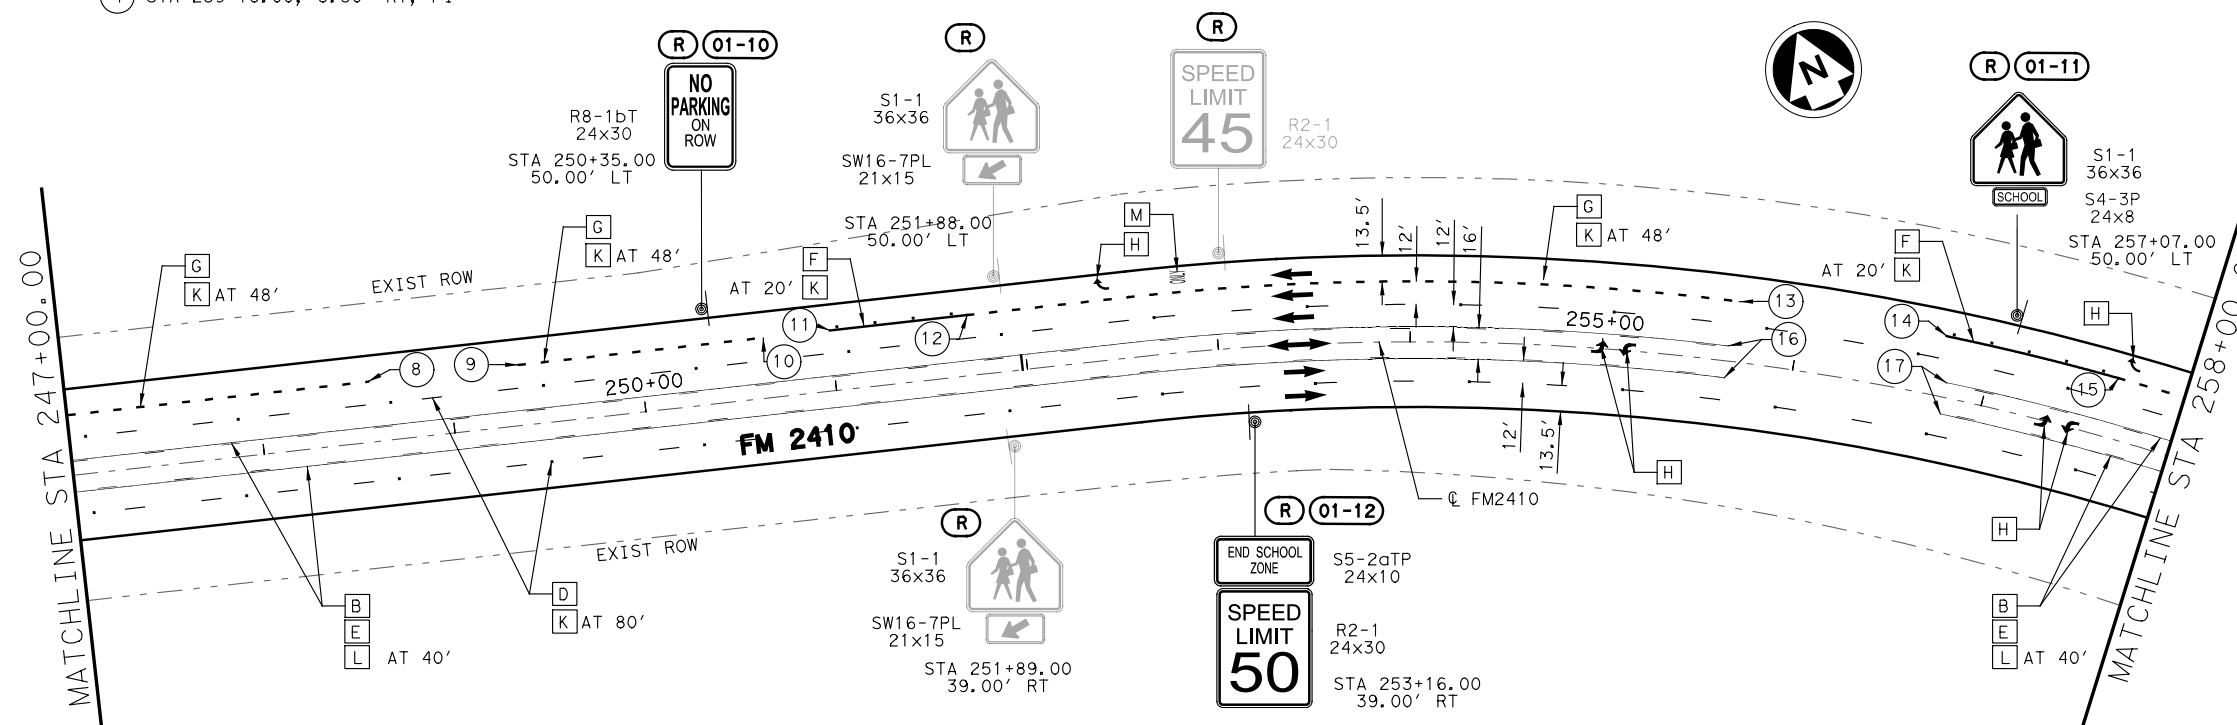 R
01-10
NO
PARKING
ON
ROW
R8-1bT
24x30
STA 250+35.00
50.00' LT
R
S1-1
36x36
SW16-7PL
21x15
STA 251+88.00
50.00' LT
R
SPEED
LIMIT
45
R2-1
24x30
N
R
01-11
SCHOOL
S1-1
36x36
S4-3P
24x8
STA 257+07.00
50.00' LT
MATCHLINE STA 247+00.00
G
K AT 48'
EXIST ROW
G
K AT 48'
F
AT 20' K
M
H
ONLY
13.5'
12'
12'
16'
G
K AT 48'
F
AT 20' K
H
8
9
10
11
12
13
14
15
16
17
250+00
255+00
FM 2410
12'
13.5'
℄ FM2410
H
H
EXIST ROW
B
E
L AT 40'
D
K AT 80'
R
S1-1
36x36
SW16-7PL
21x15
STA 251+89.00
39.00' RT
R
01-12
END SCHOOL
ZONE
S5-2aTP
24x10
SPEED
LIMIT
50
R2-1
24x30
STA 253+16.00
39.00' RT
B
E
L AT 40'
MATCHLINE STA 258+00